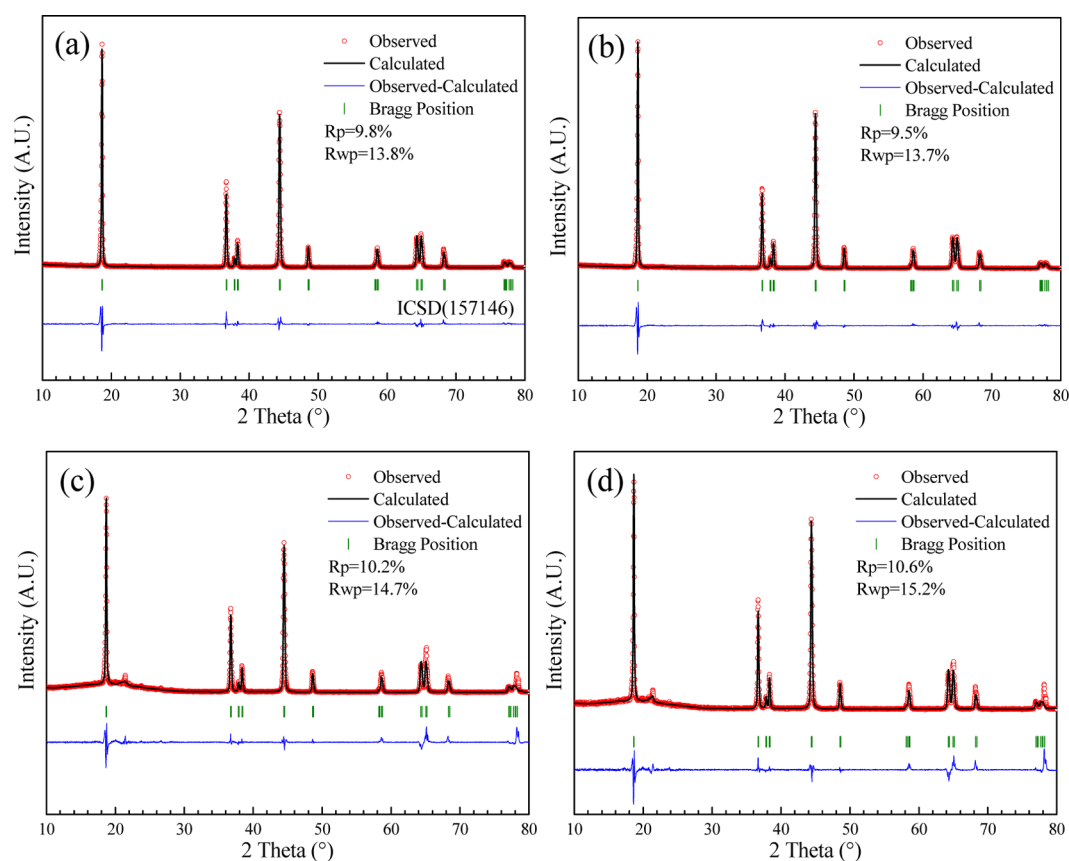 (a)
Observed
Calculated
Observed-Calculated
Bragg Position
Rp=9.8%
Rwp=13.8%
ICSD(157146)
Intensity (A.U.)
10 20 30 40 50 60 70 80
2 Theta (°)
(b)
Observed
Calculated
Observed-Calculated
Bragg Position
Rp=9.5%
Rwp=13.7%
Intensity (A.U.)
10 20 30 40 50 60 70 80
2 Theta (°)
(c)
Observed
Calculated
Observed-Calculated
Bragg Position
Rp=10.2%
Rwp=14.7%
Intensity (A.U.)
10 20 30 40 50 60 70 80
2 Theta (°)
(d)
Observed
Calculated
Observed-Calculated
Bragg Position
Rp=10.6%
Rwp=15.2%
Intensity (A.U.)
10 20 30 40 50 60 70 80
2 Theta (°)